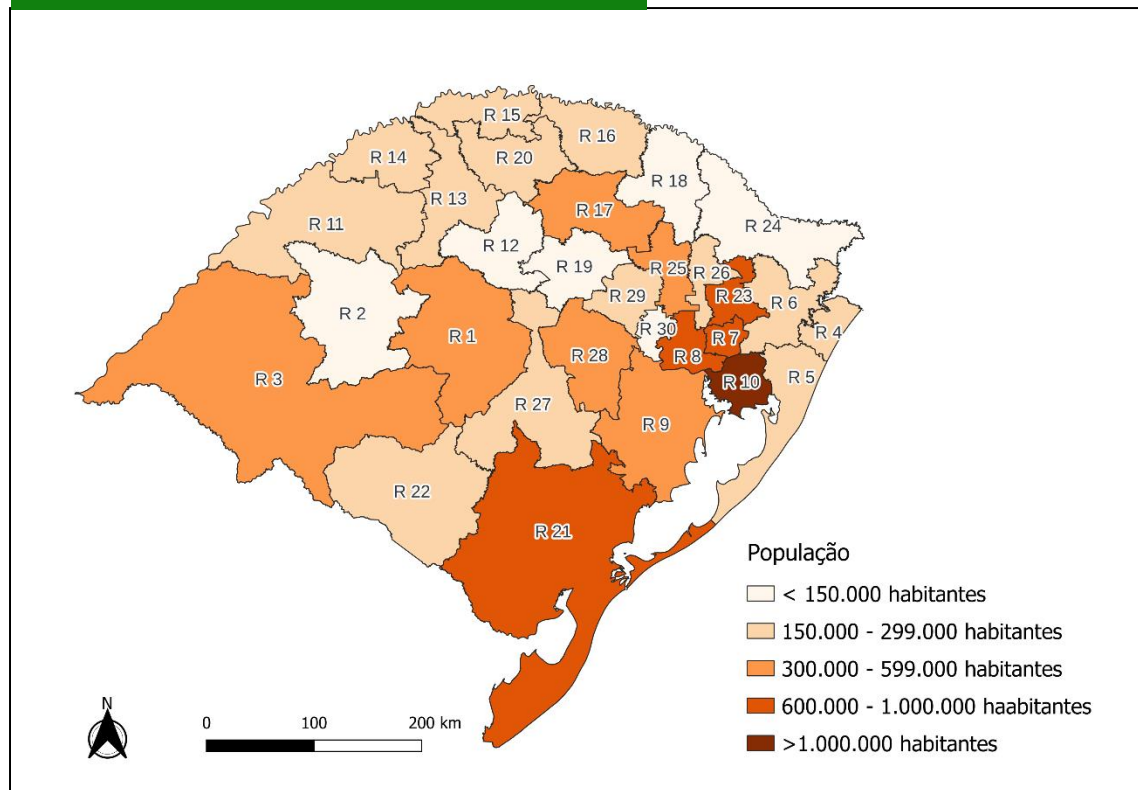 R 15
R 16
R 14
R 20
R 18
R 13
R 17
R 11
R 24
R 12
R 19
R 25
R 26
R 29
R 23
R 6
R 2
R 30
R 4
R 1
R 7
R 28
R 8
R 3
R 10
R 5
R 27
R 9
R 22
R 21
População
< 150.000 habitantes
150.000 - 299.000 habitantes
300.000 - 599.000 habitantes
600.000 - 1.000.000 haabitantes
>1.000.000 habitantes
N
0 100 200 km